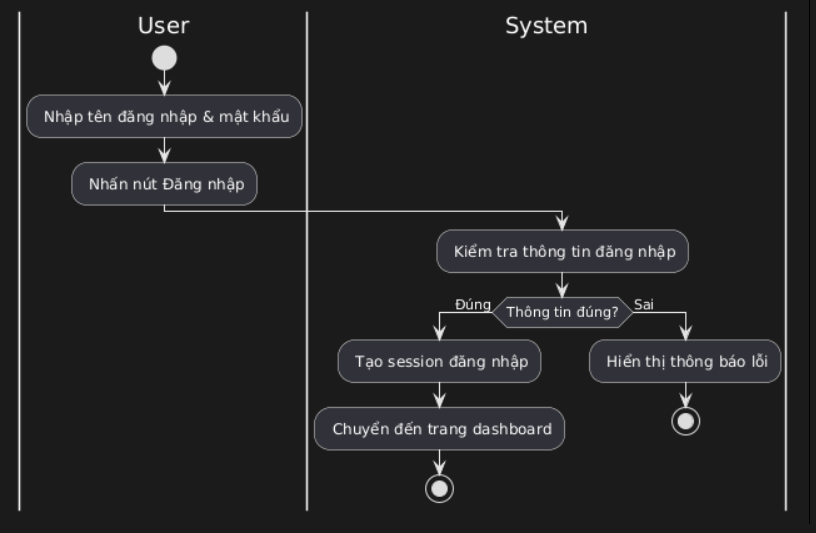 User
System
Nhập tên đăng nhập & mật khẩu
Nhấn nút Đăng nhập
Kiểm tra thông tin đăng nhập
Đúng
Thông tin đúng?
Sai
Tạo session đăng nhập
Hiển thị thông báo lỗi
Chuyển đến trang dashboard